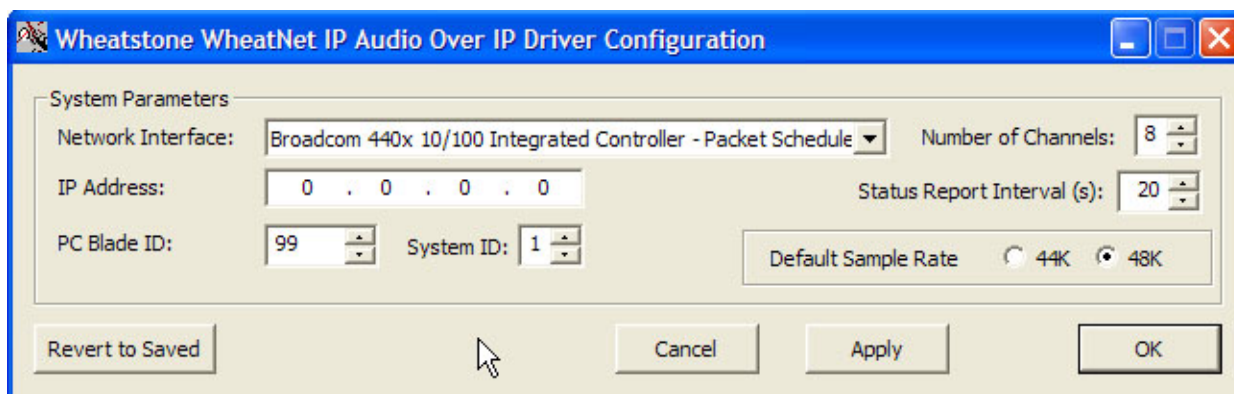 Wheatstone WheatNet IP Audio Over IP Driver Configuration
System Parameters
Network Interface: Broadcom 440x 10/100 Integrated Controller - Packet Schedule Number of Channels: 8
IP Address: 0 . 0 . 0 . 0 Status Report Interval (s): 20
PC Blade ID: 99 System ID: 1 Default Sample Rate 44K 48K
Revert to Saved Cancel Apply OK